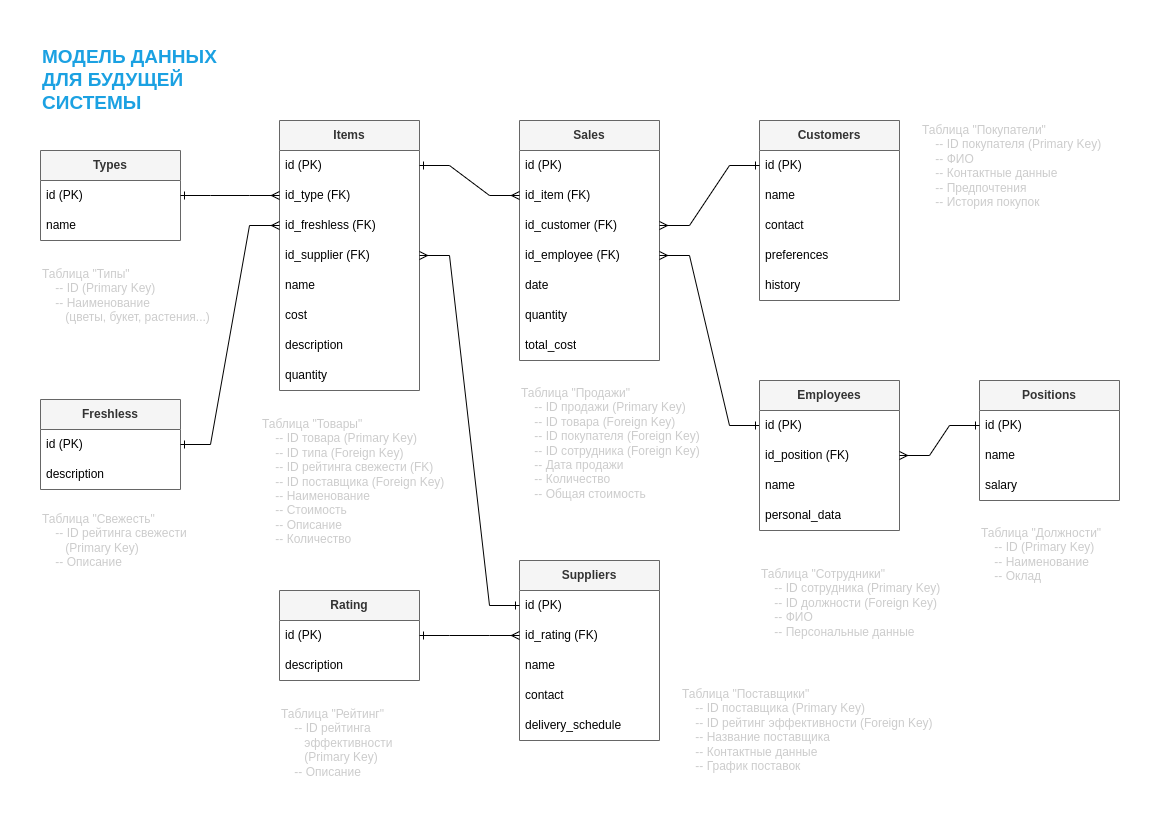 МОДЕЛЬ ДАННЫХ
ДЛЯ БУДУЩЕЙ
СИСТЕМЫ
Types
id (PK)
name
Таблица "Типы"
-- ID (Primary Key)
-- Наименование
(цветы, букет, растения...)
Freshless
id (PK)
description
Таблица "Свежесть"
-- ID рейтинга свежести
(Primary Key)
-- Описание
Items
id (PK)
id_type (FK)
id_freshless (FK)
id_supplier (FK)
name
cost
description
quantity
Таблица "Товары"
-- ID товара (Primary Key)
-- ID типа (Foreign Key)
-- ID рейтинга свежести (FK)
-- ID поставщика (Foreign Key)
-- Наименование
-- Стоимость
-- Описание
-- Количество
Rating
id (PK)
description
Таблица "Рейтинг"
-- ID рейтинга
эффективности
(Primary Key)
-- Описание
Sales
id (PK)
id_item (FK)
id_customer (FK)
id_employee (FK)
date
quantity
total_cost
Таблица "Продажи"
-- ID продажи (Primary Key)
-- ID товара (Foreign Key)
-- ID покупателя (Foreign Key)
-- ID сотрудника (Foreign Key)
-- Дата продажи
-- Количество
-- Общая стоимость
Suppliers
id (PK)
id_rating (FK)
name
contact
delivery_schedule
Таблица "Поставщики"
-- ID поставщика (Primary Key)
-- ID рейтинг эффективности (Foreign Key)
-- Название поставщика
-- Контактные данные
-- График поставок
Customers
id (PK)
name
contact
preferences
history
Таблица "Покупатели"
-- ID покупателя (Primary Key)
-- ФИО
-- Контактные данные
-- Предпочтения
-- История покупок
Employees
id (PK)
id_position (FK)
name
personal_data
Таблица "Сотрудники"
-- ID сотрудника (Primary Key)
-- ID должности (Foreign Key)
-- ФИО
-- Персональные данные
Positions
id (PK)
name
salary
Таблица "Должности"
-- ID (Primary Key)
-- Наименование
-- Оклад